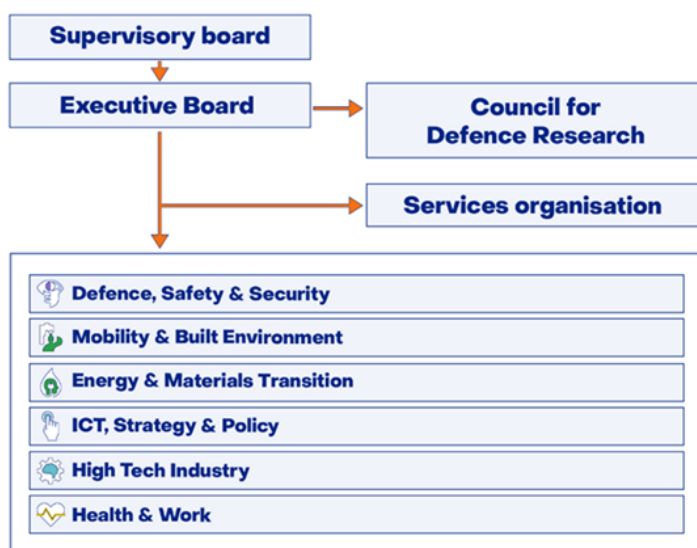 Supervisory board
Executive Board
Council for
Defence Research
Services organisation
Defence, Safety & Security
Mobility & Built Environment
Energy & Materials Transition
ICT, Strategy & Policy
High Tech Industry
Health & Work